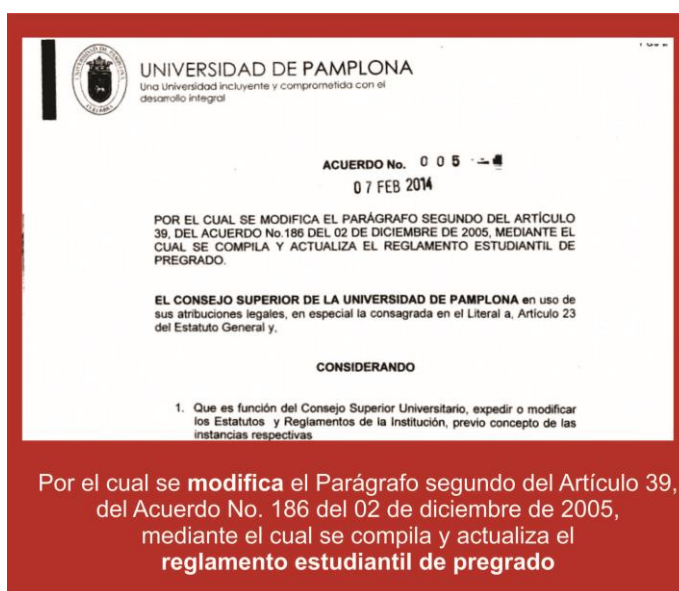 UNIVERSIDAD DE PAMPLONA
Una Universidad incluyente y comprometida con el
desarrollo integral
ACUERDO No. 0 0 5
0 7 FEB 2014
POR EL CUAL SE MODIFICA EL PARÁGRAFO SEGUNDO DEL ARTÍCULO
39, DEL ACUERDO No.186 DEL 02 DE DICIEMBRE DE 2005, MEDIANTE EL
CUAL SE COMPILA Y ACTUALIZA EL REGLAMENTO ESTUDIANTIL DE
PREGRADO.
EL CONSEJO SUPERIOR DE LA UNIVERSIDAD DE PAMPLONA en uso de
sus atribuciones legales, en especial la consagrada en el Literal a, Artículo 23
del Estatuto General y,
CONSIDERANDO
1. Que es función del Consejo Superior Universitario, expedir o modificar
los Estatutos y Reglamentos de la Institución, previo concepto de las
instancias respectivas
Por el cual se modifica el Parágrafo segundo del Artículo 39,
del Acuerdo No. 186 del 02 de diciembre de 2005,
mediante el cual se compila y actualiza el
reglamento estudiantil de pregrado